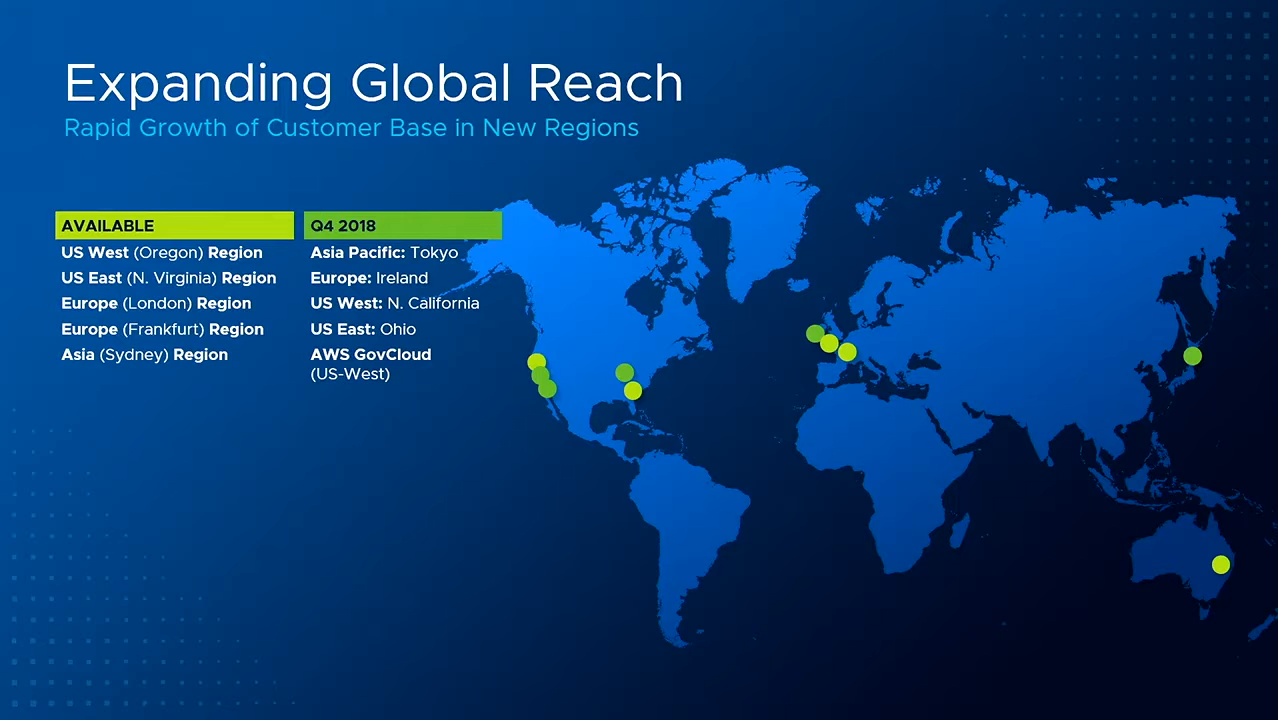 Expanding Global Reach
Rapid Growth of Customer Base in New Regions
AVAILABLE
US West (Oregon) Region
US East (N. Virginia) Region
Europe (London) Region
Europe (Frankfurt) Region
Asia (Sydney) Region
Q4 2018
Asia Pacific: Tokyo
Europe: Ireland
US West: N. California
US East: Ohio
AWS GovCloud
(US-West)